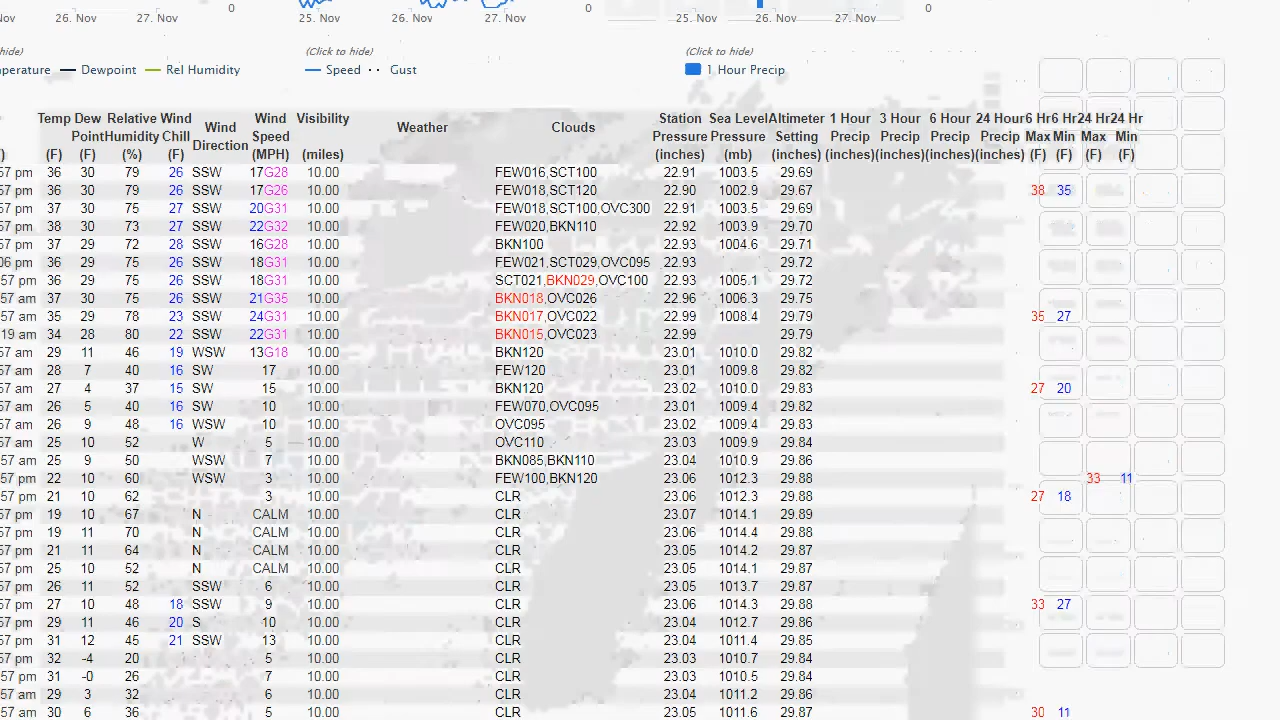 26. Nov 27. Nov 0 25. Nov 26. Nov 27. Nov 0 25. Nov 26. Nov 27. Nov 0
hide) (Click to hide) (Click to hide)
perature Dewpoint Rel Humidity Speed Gust 1 Hour Precip
Temp Dew Relative Wind Wind Wind Visibility Weather Clouds Station Sea Level Altimeter 1 Hour 3 Hour 6 Hour 24 Hour 6 Hr 6 Hr 24 Hr 24 Hr
Point Humidity Chill Direction Speed Pressure Pressure Setting Precip Precip Precip Precip Max Min Max Min
(F) (F) (%) (F) (MPH) (miles) (inches) (mb) (inches) (inches) (inches) (inches) (inches) (F) (F) (F) (F)
57 pm 36 30 79 26 SSW 17G28 10.00 FEW016,SCT100 22.91 1003.5 29.69
57 pm 36 30 79 26 SSW 17G26 10.00 FEW018,SCT120 22.90 1002.9 29.67 38 35
57 pm 37 30 75 27 SSW 20G31 10.00 FEW018,SCT100,OVC300 22.91 1003.5 29.69
57 pm 38 30 73 27 SSW 22G32 10.00 FEW020,BKN110 22.92 1003.9 29.70
57 pm 37 29 72 28 SSW 16G28 10.00 BKN100 22.93 1004.6 29.71
06 pm 36 29 75 26 SSW 18G31 10.00 FEW021,SCT029,OVC095 22.93 29.72
57 pm 36 29 75 26 SSW 18G31 10.00 SCT021,BKN029,OVC100 22.93 1005.1 29.72
57 am 37 30 75 26 SSW 21G35 10.00 BKN018,OVC026 22.96 1006.3 29.75
57 am 35 29 78 23 SSW 24G31 10.00 BKN017,OVC022 22.99 1008.4 29.79 35 27
19 am 34 28 80 22 SSW 22G31 10.00 BKN015,OVC023 22.99 29.79
57 am 29 11 46 19 WSW 13G18 10.00 BKN120 23.01 1010.0 29.82
57 am 28 7 40 16 SW 17 10.00 FEW120 23.01 1009.8 29.82
57 am 27 4 37 15 SW 15 10.00 BKN120 23.02 1010.0 29.83 27 20
57 am 26 5 40 16 SW 10 10.00 FEW070,OVC095 23.01 1009.4 29.82
57 am 26 9 48 16 WSW 10 10.00 OVC095 23.02 1009.4 29.83
57 am 25 10 52 W 5 10.00 OVC110 23.03 1009.9 29.84
57 am 25 9 50 WSW 7 10.00 BKN085,BKN110 23.04 1010.9 29.86
57 pm 22 10 60 WSW 3 10.00 FEW100,BKN120 23.06 1012.3 29.88 33 11
57 pm 21 10 62 3 10.00 CLR 23.06 1012.3 29.88 27 18
57 pm 19 10 67 N CALM 10.00 CLR 23.07 1014.1 29.89
57 pm 19 11 70 N CALM 10.00 CLR 23.06 1014.4 29.88
57 pm 21 11 64 N CALM 10.00 CLR 23.05 1014.2 29.87
57 pm 25 10 52 N CALM 10.00 CLR 23.05 1014.1 29.87
57 pm 26 11 52 SSW 6 10.00 CLR 23.05 1013.7 29.87
57 pm 27 10 48 18 SSW 9 10.00 CLR 23.06 1014.3 29.88 33 27
57 pm 29 11 46 20 S 10 10.00 CLR 23.04 1012.7 29.86
57 pm 31 12 45 21 SSW 13 10.00 CLR 23.04 1011.4 29.85
57 pm 32 -4 20 5 10.00 CLR 23.03 1010.7 29.84
57 pm 31 -0 26 7 10.00 CLR 23.03 1010.5 29.84
57 am 29 3 32 6 10.00 CLR 23.04 1011.2 29.86
57 am 30 6 36 5 10.00 CLR 23.05 1011.6 29.87 30 11